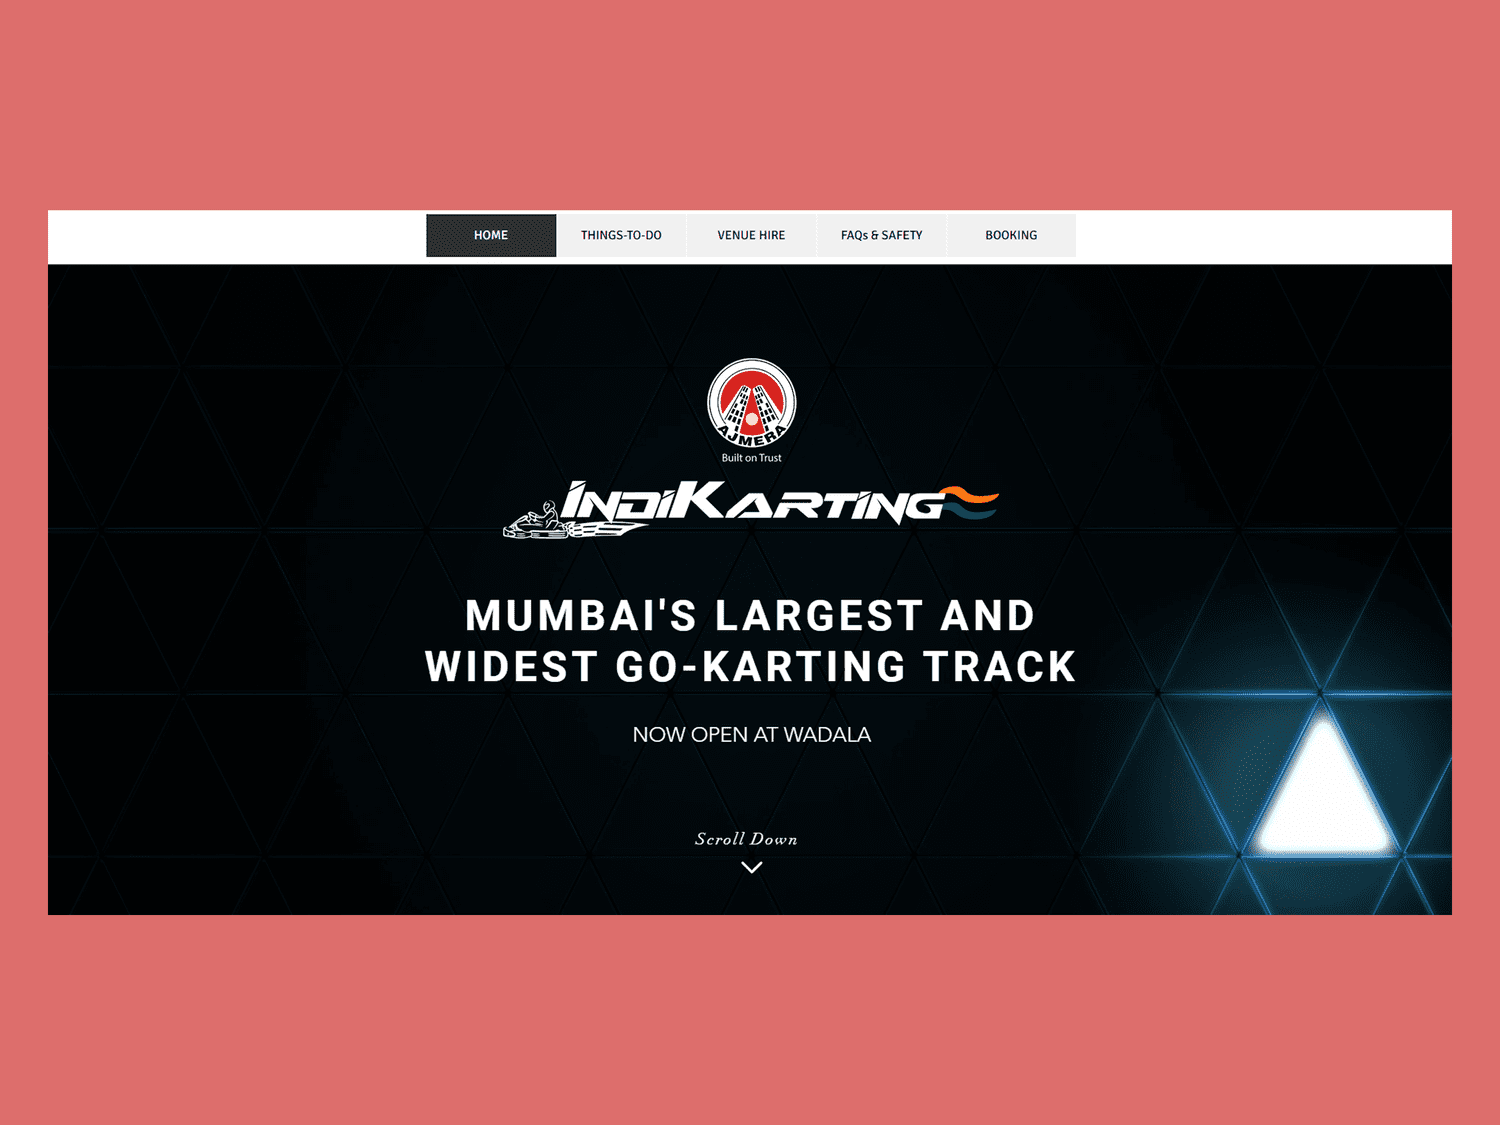 HOME
THINGS-TO-DO
VENUE HIRE
FAQs & SAFETY
BOOKING
AJMERA
Built on Trust
INDIKARTING
MUMBAI'S LARGEST AND
WIDEST GO-KARTING TRACK
NOW OPEN AT WADALA
Scroll Down